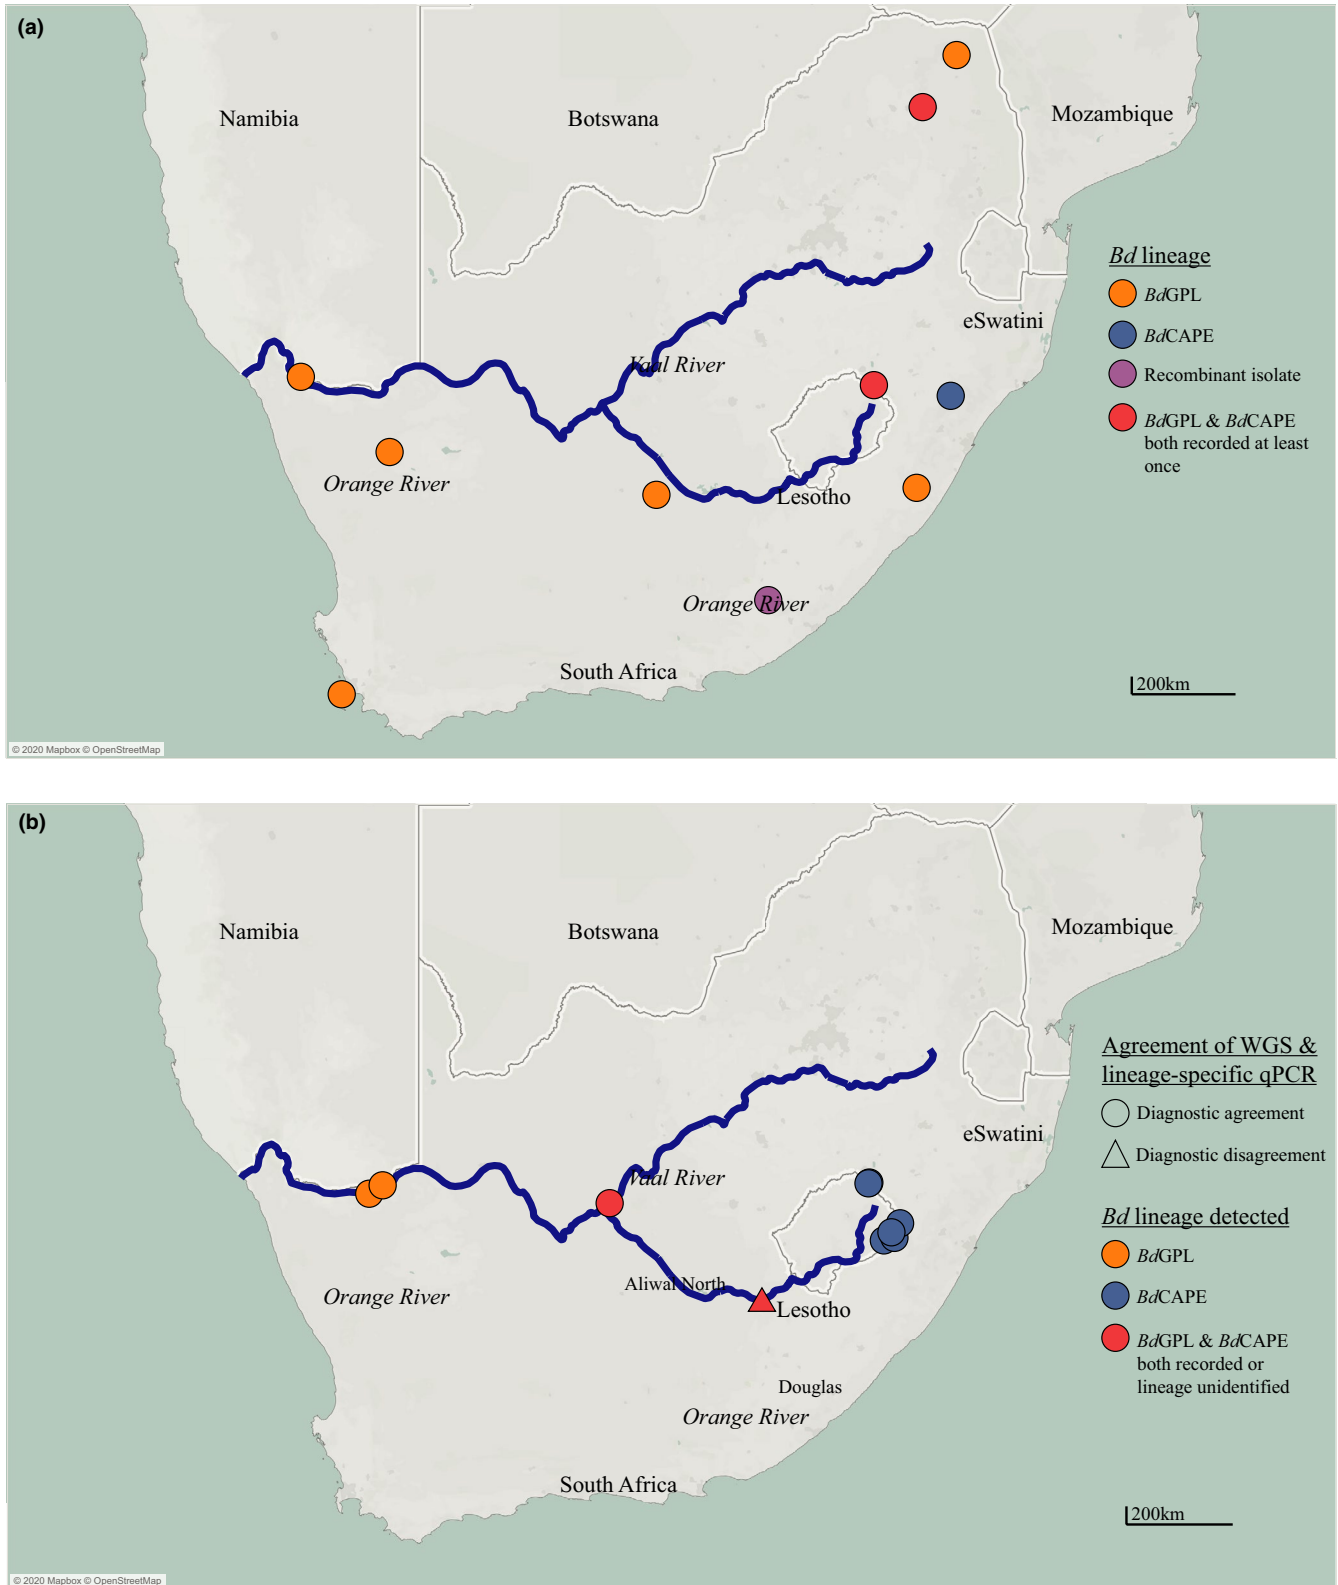 (a)
Namibia
Botswana
Mozambique
Bd lineage
BdGPL
eSwatini
BdCAPE
Vaal River
Recombinant isolate
BdGPL & BdCAPE
both recorded at least
once
Orange River
Lesotho
Orange River
South Africa
200km
© 2020 Mapbox © OpenStreetMap
(b)
Namibia
Botswana
Mozambique
Agreement of WGS &
lineage-specific qPCR
Diagnostic agreement
eSwatini
Diagnostic disagreement
Vaal River
Bd lineage detected
BdGPL
Aliwal North
Orange River
BdCAPE
Lesotho
BdGPL & BdCAPE
both recorded or
lineage unidentified
Douglas
Orange River
South Africa
200km
© 2020 Mapbox © OpenStreetMap